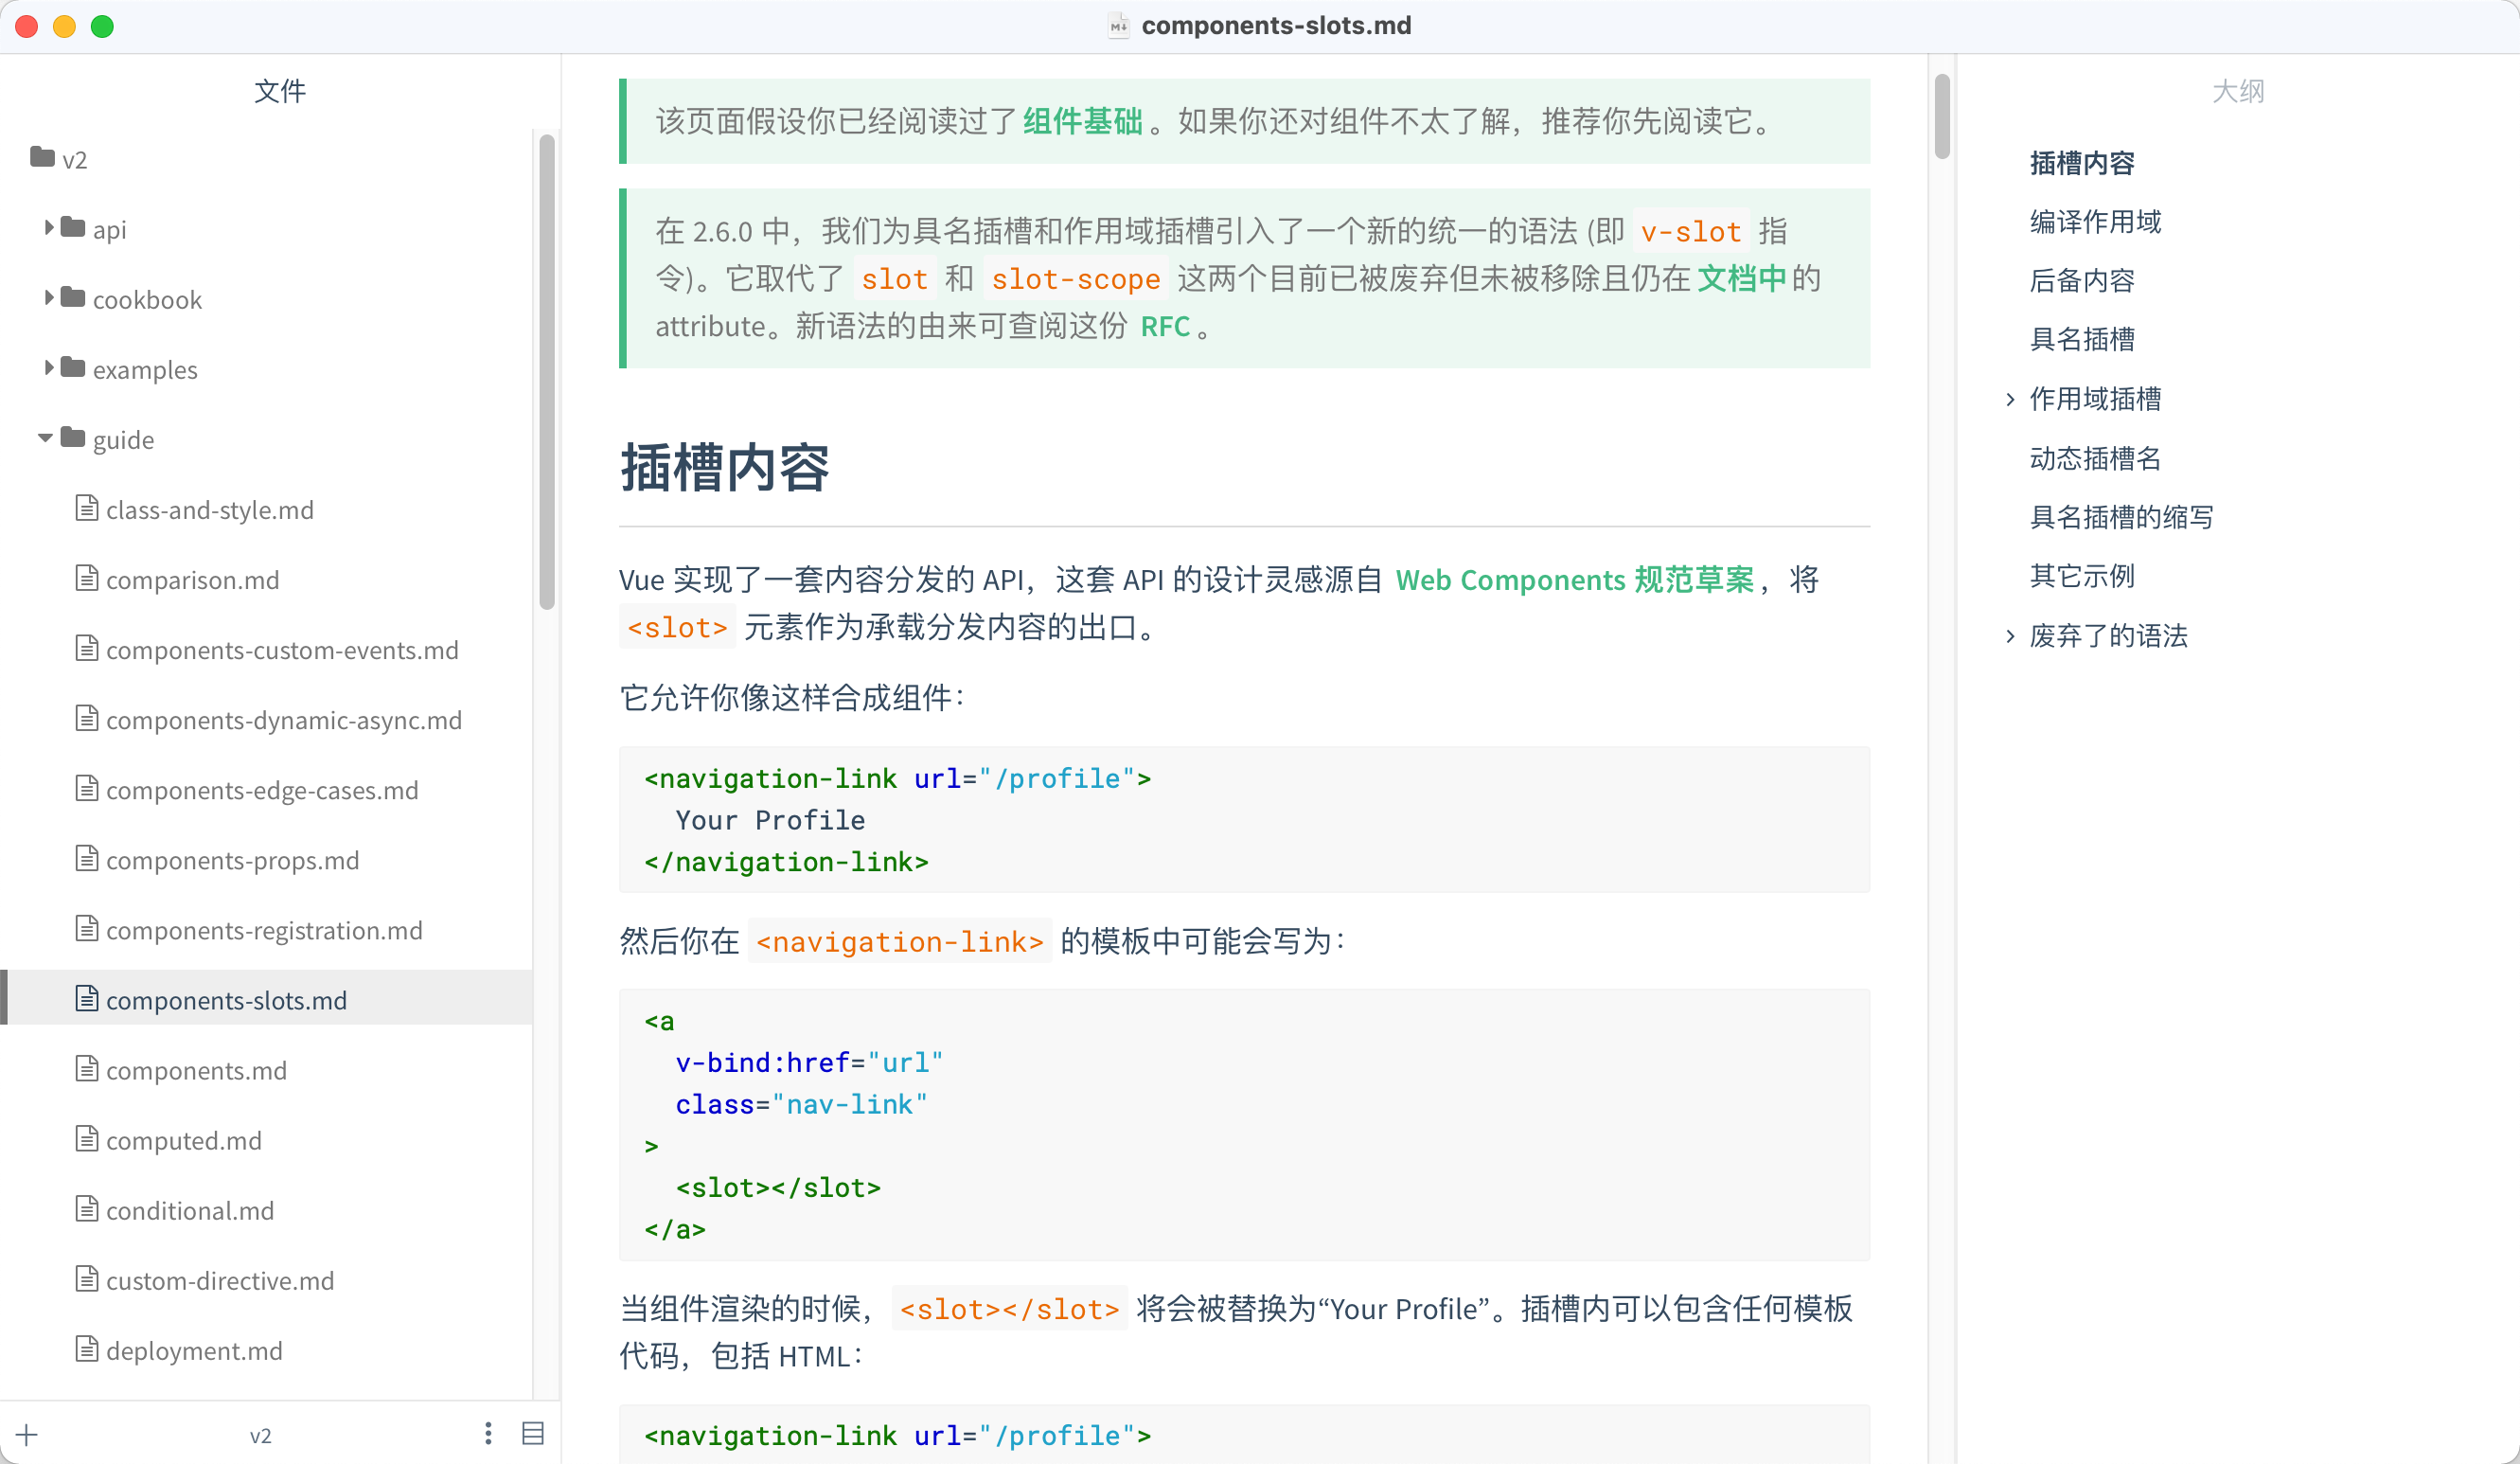 components-slots.md
文件
v2
api
cookbook
examples
guide
class-and-style.md
comparison.md
components-custom-events.md
components-dynamic-async.md
components-edge-cases.md
components-props.md
components-registration.md
components-slots.md
components.md
computed.md
conditional.md
custom-directive.md
deployment.md
v2
该页面假设你已经阅读过了组件基础。如果你还对组件不太了解，推荐你先阅读它。
在 2.6.0 中，我们为具名插槽和作用域插槽引入了一个新的统一的语法 (即 v-slot 指
令)。它取代了 slot 和 slot-scope 这两个目前已被废弃但未被移除且仍在文档中的
attribute。新语法的由来可查阅这份 RFC。
插槽内容
Vue 实现了一套内容分发的 API，这套 API 的设计灵感源自 Web Components 规范草案，将
<slot> 元素作为承载分发内容的出口。
它允许你像这样合成组件：
<navigation-link url="/profile">
  Your Profile
</navigation-link>
然后你在 <navigation-link> 的模板中可能会写为：
<a
  v-bind:href="url"
  class="nav-link"
>
  <slot></slot>
</a>
当组件渲染的时候，<slot></slot> 将会被替换为“Your Profile”。插槽内可以包含任何模板
代码，包括 HTML：
<navigation-link url="/profile">
大纲
插槽内容
编译作用域
后备内容
具名插槽
作用域插槽
动态插槽名
具名插槽的缩写
其它示例
废弃了的语法